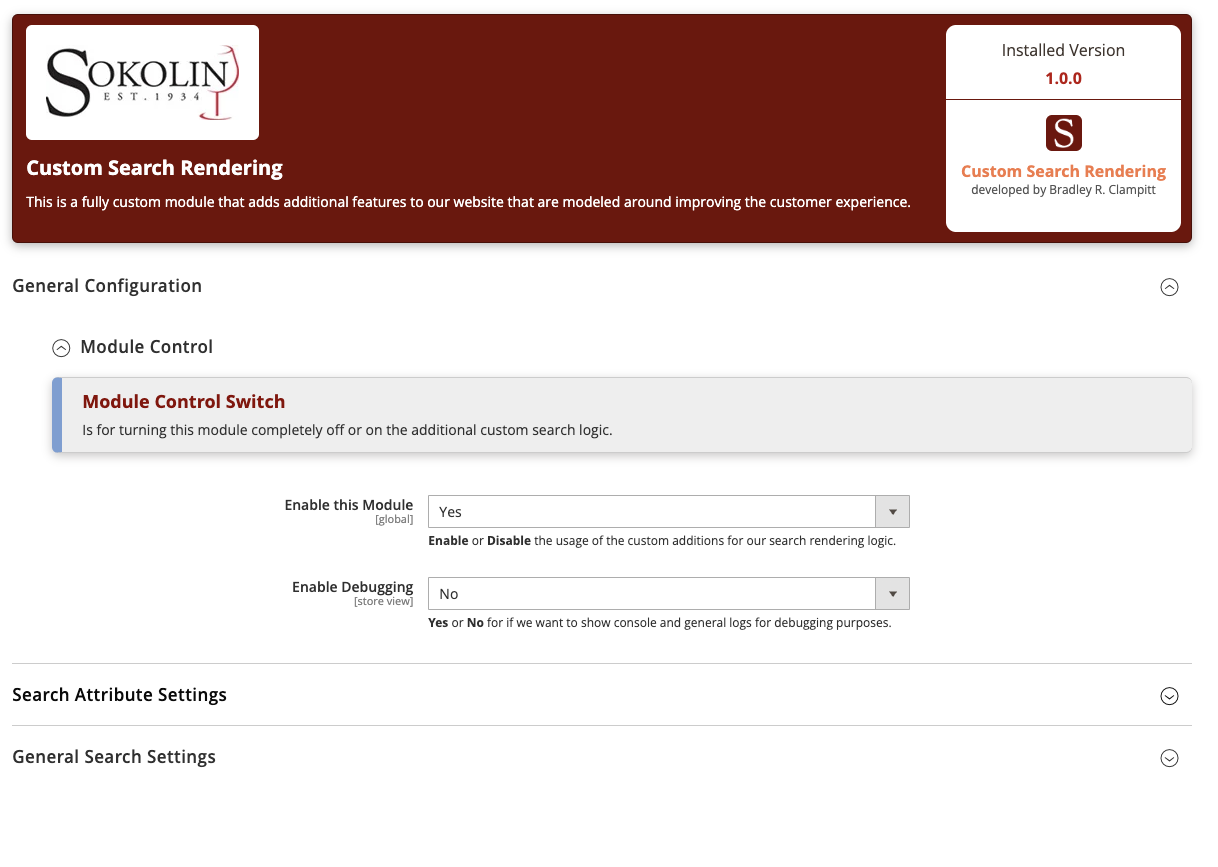 SOKOLIN
EST. 1934
Custom Search Rendering
This is a fully custom module that adds additional features to our website that are modeled around improving the customer experience.
Installed Version
1.0.0
S
Custom Search Rendering
developed by Bradley R. Clampitt
General Configuration
Module Control
Module Control Switch
Is for turning this module completely off or on the additional custom search logic.
Enable this Module
[global]
Yes
Enable or Disable the usage of the custom additions for our search rendering logic.
Enable Debugging
[store view]
No
Yes or No for if we want to show console and general logs for debugging purposes.
Search Attribute Settings
General Search Settings